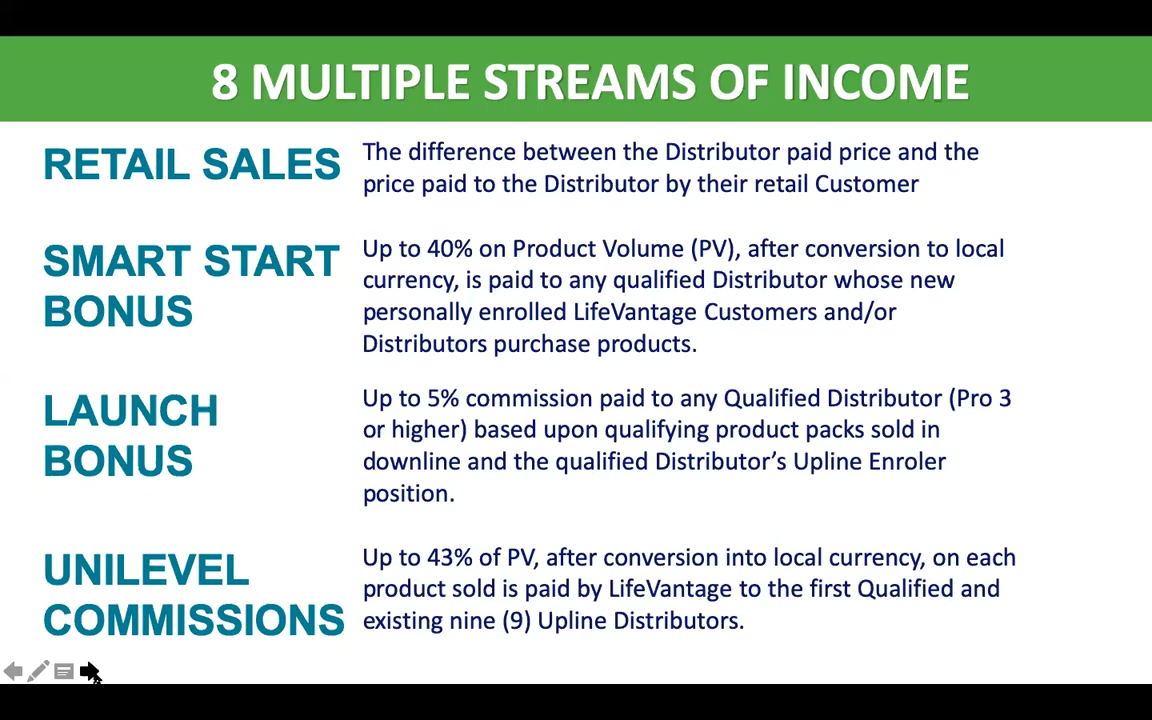 8 MULTIPLE STREAMS OF INCOME
RETAIL SALES
The difference between the Distributor paid price and the
price paid to the Distributor by their retail Customer
SMART START
BONUS
Up to 40% on Product Volume (PV), after conversion to local
currency, is paid to any qualified Distributor whose new
personally enrolled LifeVantage Customers and/or
Distributors purchase products.
LAUNCH
BONUS
Up to 5% commission paid to any Qualified Distributor (Pro 3
or higher) based upon qualifying product packs sold in
downline and the qualified Distributor’s Upline Enroler
position.
UNILEVEL
COMMISSIONS
Up to 43% of PV, after conversion into local currency, on each
product sold is paid by LifeVantage to the first Qualified and
existing nine (9) Upline Distributors.